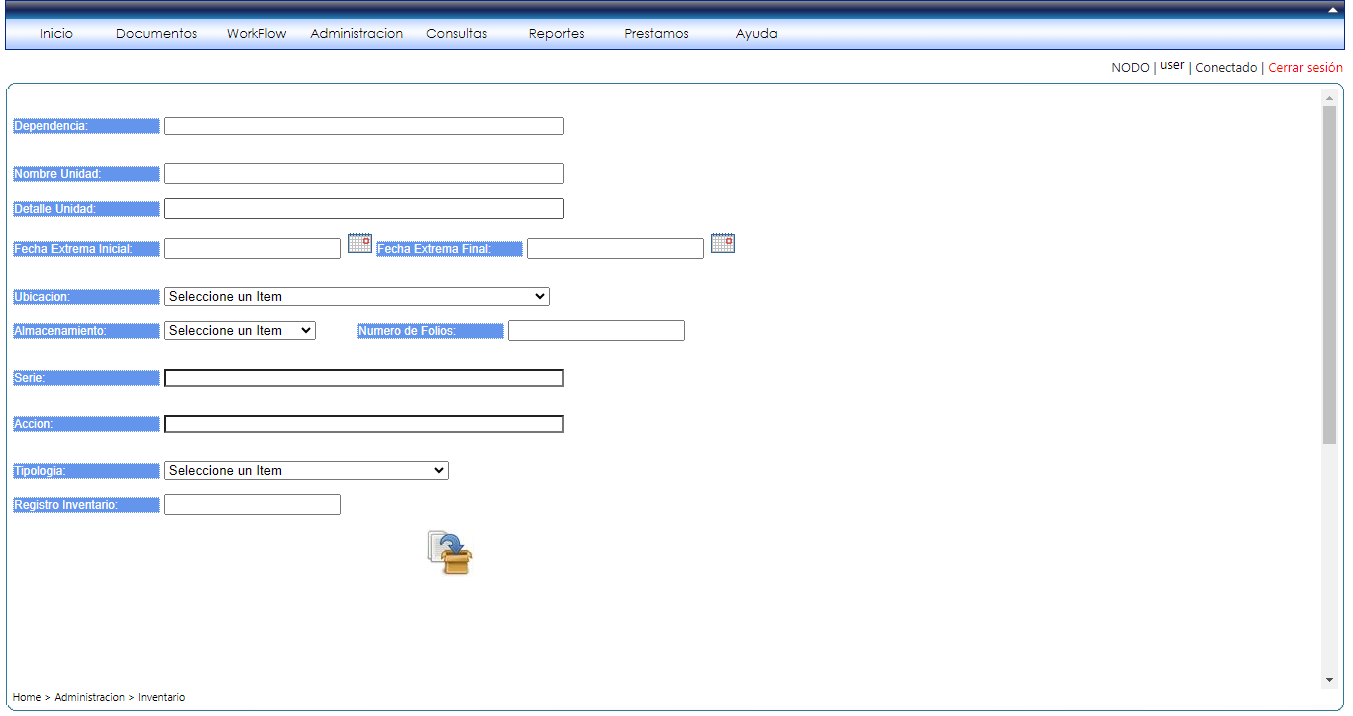 Inicio Documentos WorkFlow Administracion Consultas Reportes Prestamos Ayuda
NODO | user | Conectado | Cerrar sesión
Dependencia:
Nombre Unidad:
Detalle Unidad:
Fecha Extrema Inicial: Fecha Extrema Final:
Ubicacion: Seleccione un Item
Almacenamiento: Seleccione un Item Numero de Folios:
Serie:
Accion:
Tipologia: Seleccione un Item
Registro Inventario:
Home > Administracion > Inventario